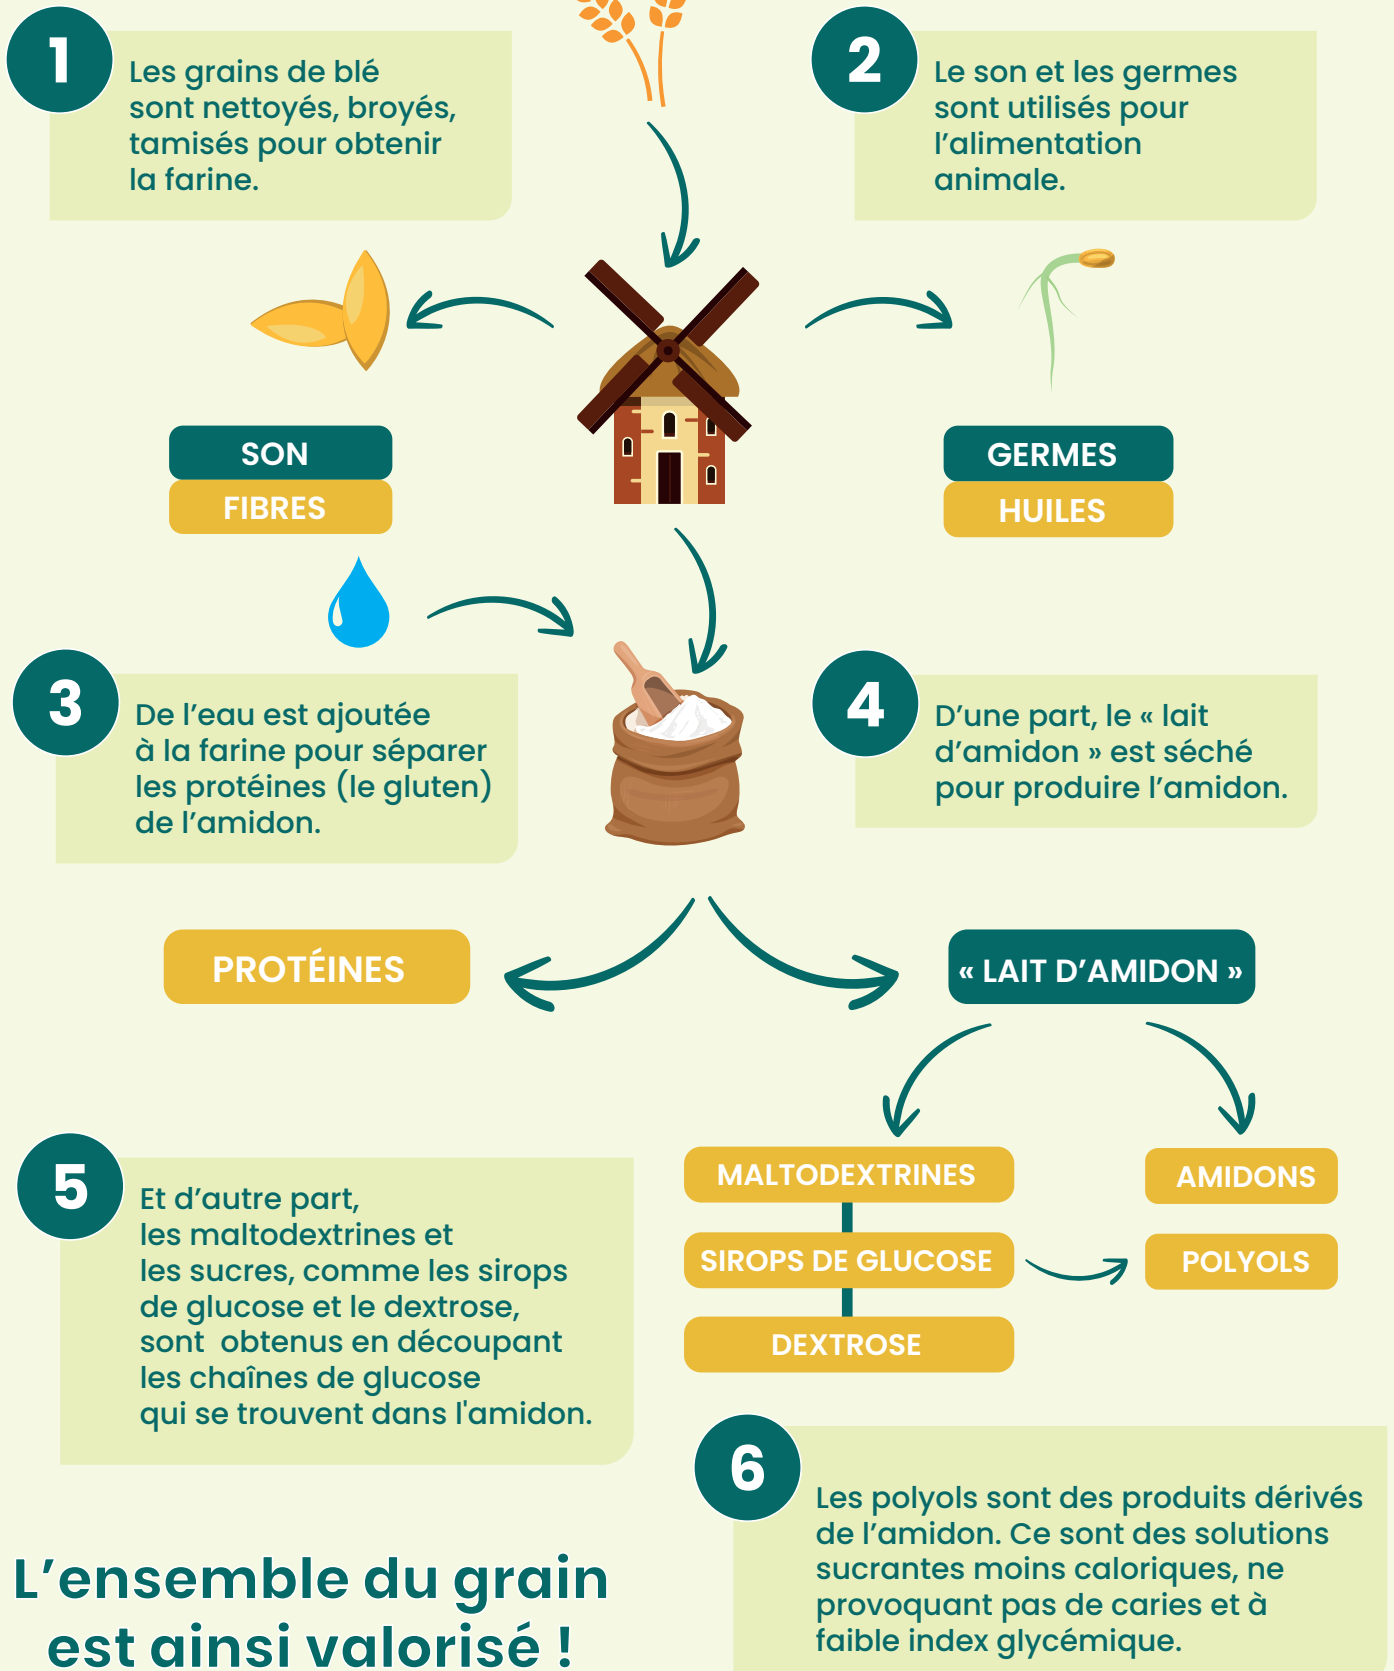 1
Les grains de blé
sont nettoyés, broyés,
tamisés pour obtenir
la farine.
2
Le son et les germes
sont utilisés pour
l’alimentation
animale.
SON
FIBRES
GERMES
HUILES
3
De l’eau est ajoutée
à la farine pour séparer
les protéines (le gluten)
de l’amidon.
4
D’une part, le « lait
d’amidon » est séché
pour produire l’amidon.
PROTÉINES
« LAIT D’AMIDON »
MALTODEXTRINES
SIROPS DE GLUCOSE
DEXTROSE
AMIDONS
POLYOLS
5
Et d’autre part,
les maltodextrines et
les sucres, comme les sirops
de glucose et le dextrose,
sont  obtenus en découpant
les chaînes de glucose
qui se trouvent dans l'amidon.
6
Les polyols sont des produits dérivés
de l’amidon. Ce sont des solutions
sucrantes moins caloriques, ne
provoquant pas de caries et à
faible index glycémique.
L’ensemble du grain
est ainsi valorisé !